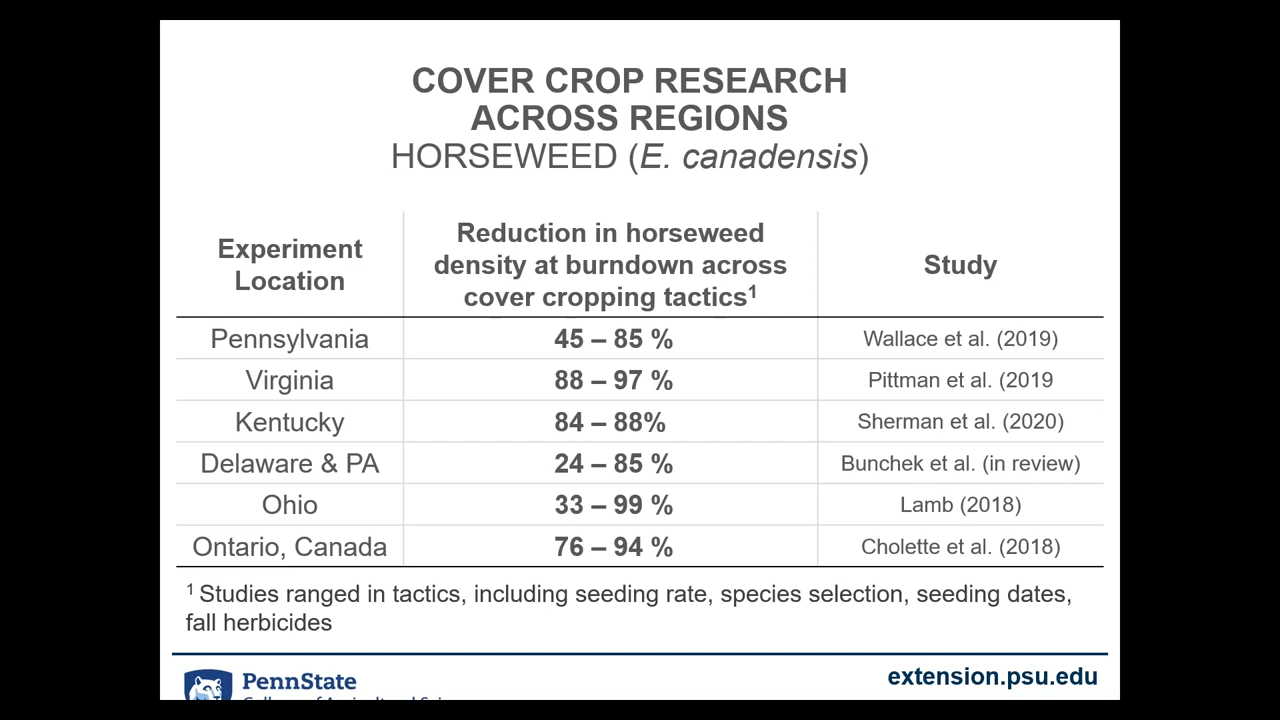 COVER CROP RESEARCH
ACROSS REGIONS
HORSEWEED (E. canadensis)
Experiment
Location
Reduction in horseweed
density at burndown across
cover cropping tactics¹
Study
Pennsylvania 45 – 85 % Wallace et al. (2019)
Virginia 88 – 97 % Pittman et al. (2019
Kentucky 84 – 88% Sherman et al. (2020)
Delaware & PA 24 – 85 % Bunchek et al. (in review)
Ohio 33 – 99 % Lamb (2018)
Ontario, Canada 76 – 94 % Cholette et al. (2018)
¹ Studies ranged in tactics, including seeding rate, species selection, seeding dates,
fall herbicides
PennState
extension.psu.edu